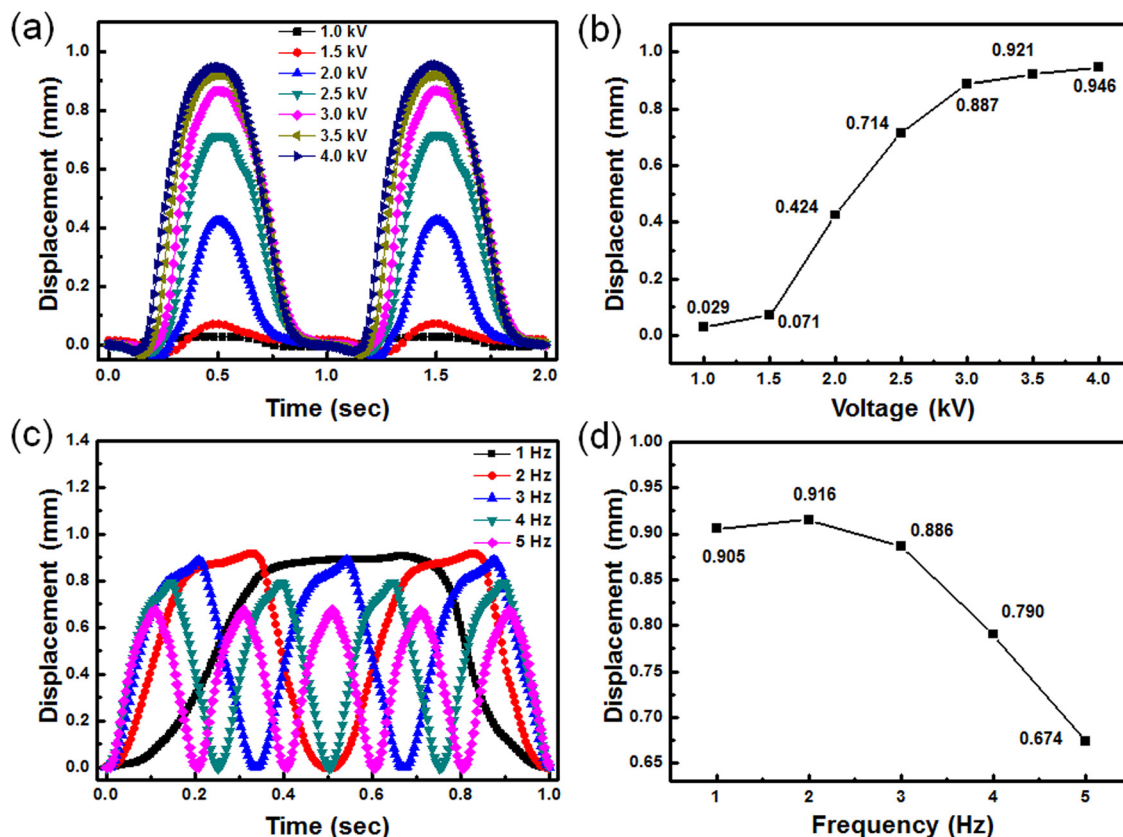 (a)
1.0 kV
1.5 kV
2.0 kV
2.5 kV
3.0 kV
3.5 kV
4.0 kV
1.0
0.8
0.6
0.4
0.2
0.0
Displacement (mm)
0.0 0.5 1.0 1.5 2.0
Time (sec)
(b)
1.0
0.8
0.6
0.4
0.2
0.0
Displacement (mm)
0.029
0.071
0.424
0.714
0.887
0.921
0.946
1.0 1.5 2.0 2.5 3.0 3.5 4.0
Voltage (kV)
(c)
1 Hz
2 Hz
3 Hz
4 Hz
5 Hz
1.4
1.2
1.0
0.8
0.6
0.4
0.2
0.0
Displacement (mm)
0.0 0.2 0.4 0.6 0.8 1.0
Time (sec)
(d)
1.00
0.95
0.90
0.85
0.80
0.75
0.70
0.65
Displacement (mm)
0.905
0.916
0.886
0.790
0.674
1 2 3 4 5
Frequency (Hz)